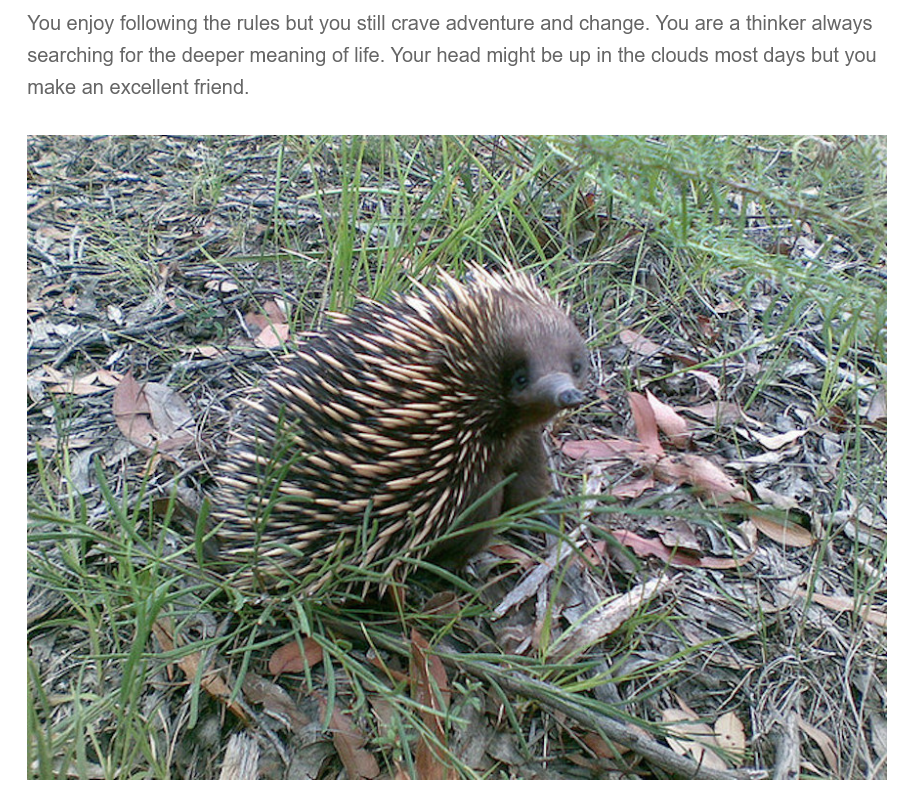 You enjoy following the rules but you still crave adventure and change. You are a thinker always
searching for the deeper meaning of life. Your head might be up in the clouds most days but you
make an excellent friend.